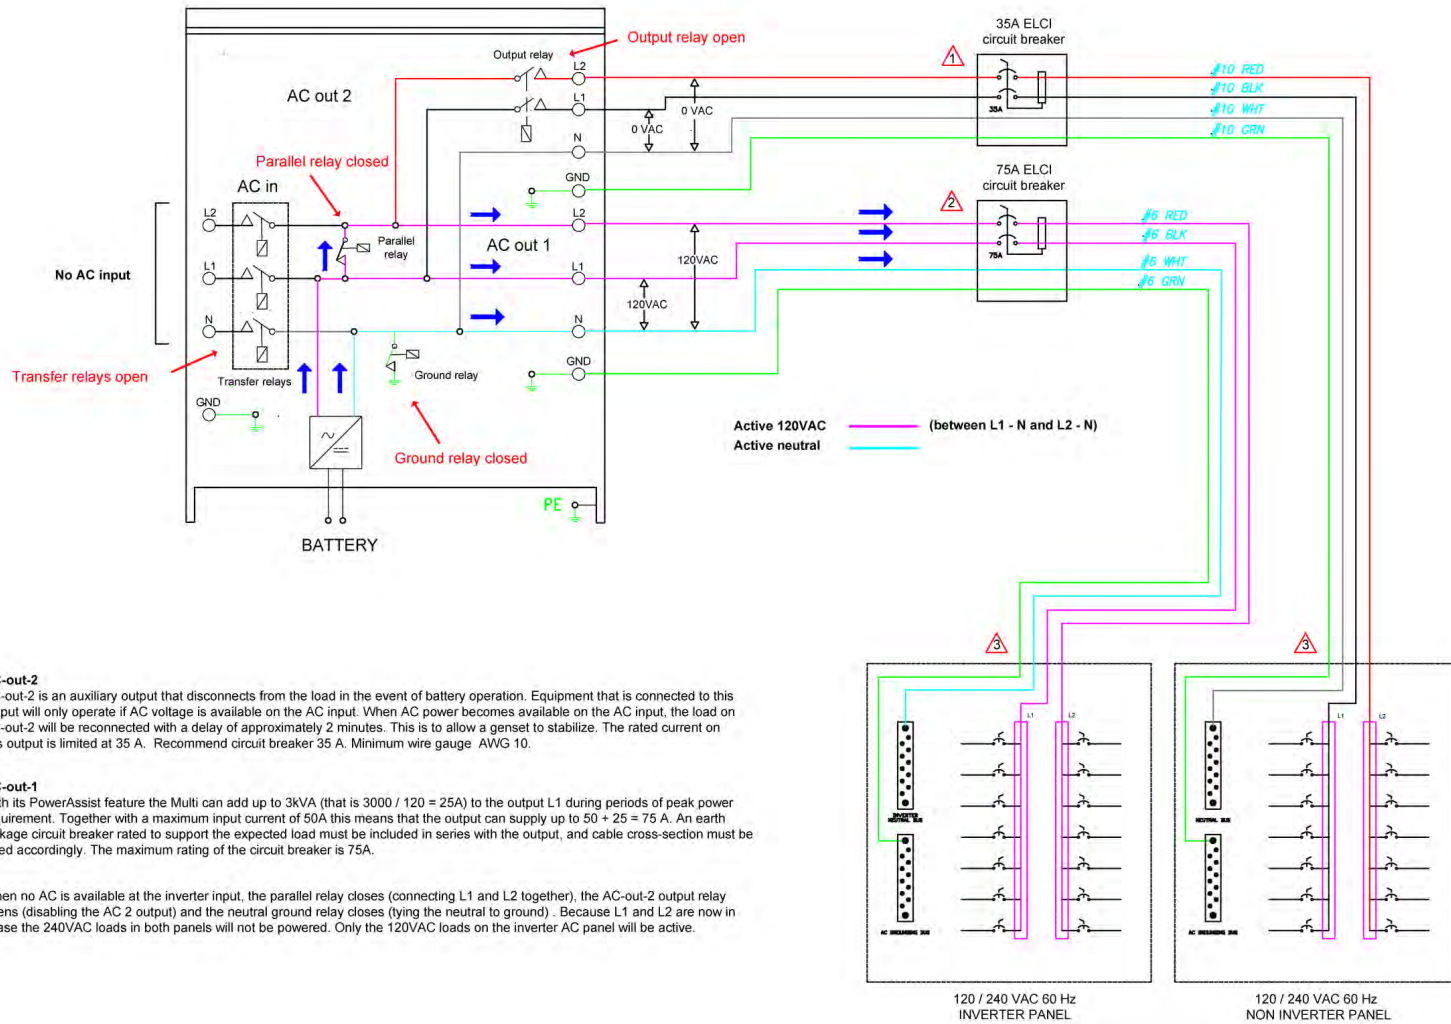 35A ELCI
circuit breaker
Output relay open
Output relay
L2
AC out 2
L1
0 VAC
0 VAC
N
35A
#10 RED
#10 BLK
#10 WHT
#10 GRN
Parallel relay closed
AC in
GND
75A ELCI
circuit breaker
L2
L2
Parallel
relay
AC out 1
#6 RED
#6 BLK
#6 WHT
#6 GRN
75A
No AC input
L1
L1
120VAC
120VAC
N
N
Transfer relays open
Transfer relays
Ground relay
GND
GND
Ground relay closed
Active 120VAC
(between L1 - N and L2 - N)
Active neutral
PE
BATTERY
1
2
3
3
-out-2
-out-2 is an auxiliary output that disconnects from the load in the event of battery operation. Equipment that is connected to this
put will only operate if AC voltage is available on the AC input. When AC power becomes available on the AC input, the load on
-out-2 will be reconnected with a delay of approximately 2 minutes. This is to allow a genset to stabilize. The rated current on
s output is limited at 35 A. Recommend circuit breaker 35 A. Minimum wire gauge AWG 10.
-out-1
th its PowerAssist feature the Multi can add up to 3kVA (that is 3000 / 120 = 25A) to the output L1 during periods of peak power
quirement. Together with a maximum input current of 50A this means that the output can supply up to 50 + 25 = 75 A. An earth
kage circuit breaker rated to support the expected load must be included in series with the output, and cable cross-section must be
ed accordingly. The maximum rating of the circuit breaker is 75A.
hen no AC is available at the inverter input, the parallel relay closes (connecting L1 and L2 together), the AC-out-2 output relay
ens (disabling the AC 2 output) and the neutral ground relay closes (tying the neutral to ground) . Because L1 and L2 are now in
ase the 240VAC loads in both panels will not be powered. Only the 120VAC loads on the inverter AC panel will be active.
L1
L2
INVERTER
NEUTRAL BUS
AC GROUNDING BUS
120 / 240 VAC 60 Hz
INVERTER PANEL
L1
L2
NEUTRAL BUS
AC GROUNDING BUS
120 / 240 VAC 60 Hz
NON INVERTER PANEL